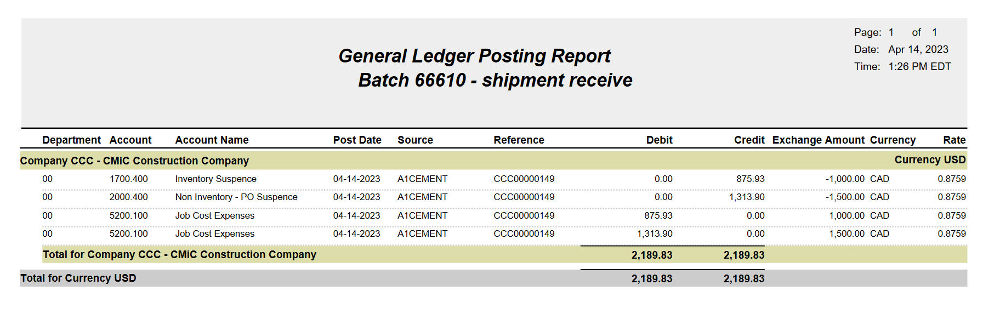 Page: 1 of 1
Date: Apr 14, 2023
Time: 1:26 PM EDT
General Ledger Posting Report
Batch 66610 - shipment receive
Department Account Account Name Post Date Source Reference Debit Credit Exchange Amount Currency Rate
Company CCC - CMiC Construction Company Currency USD
00 1700.400 Inventory Suspence 04-14-2023 A1CEMENT CCC00000149 0.00 875.93 -1,000.00 CAD 0.8759
00 2000.400 Non Inventory - PO Suspence 04-14-2023 A1CEMENT CCC00000149 0.00 1,313.90 -1,500.00 CAD 0.8759
00 5200.100 Job Cost Expenses 04-14-2023 A1CEMENT CCC00000149 875.93 0.00 1,000.00 CAD 0.8759
00 5200.100 Job Cost Expenses 04-14-2023 A1CEMENT CCC00000149 1,313.90 0.00 1,500.00 CAD 0.8759
Total for Company CCC - CMiC Construction Company 2,189.83 2,189.83
Total for Currency USD 2,189.83 2,189.83